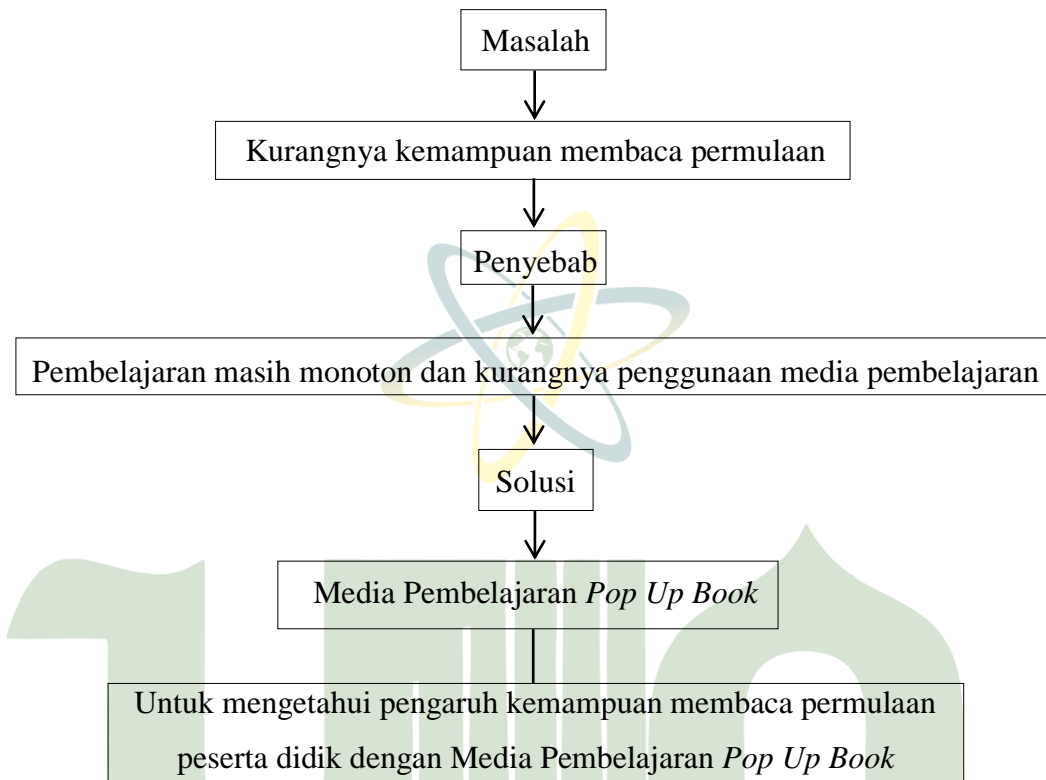 Masalah
Kurangnya kemampuan membaca permulaan
Penyebab
Pembelajaran masih monoton dan kurangnya penggunaan media pembelajaran
Solusi
Media Pembelajaran Pop Up Book
Untuk mengetahui pengaruh kemampuan membaca permulaan
peserta didik dengan Media Pembelajaran Pop Up Book